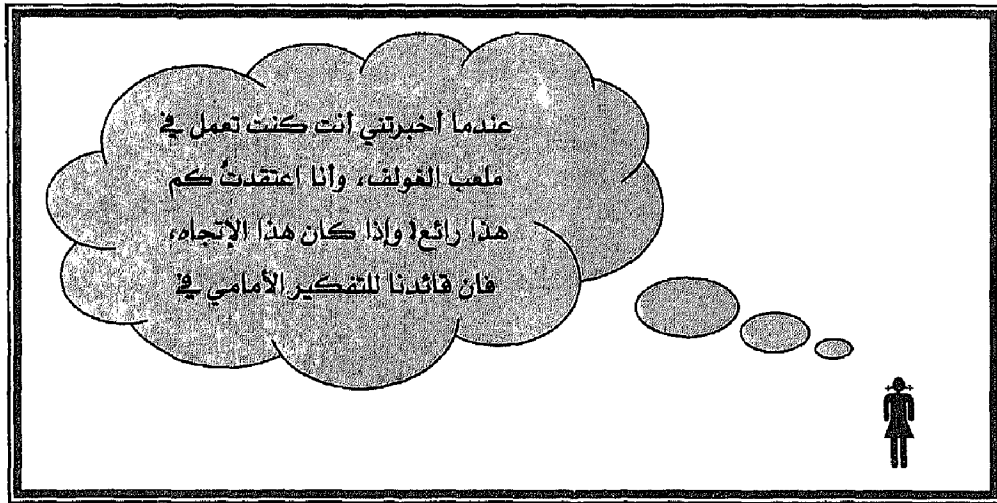 عندما أخبرتني أنت كنت تعمل في
ملعب الغولف، وأنا اعتقدتُ كم
هذا رائع! وإذا كان هذا الإتجاه،
فان قائدنا للتفكير الأمامي في